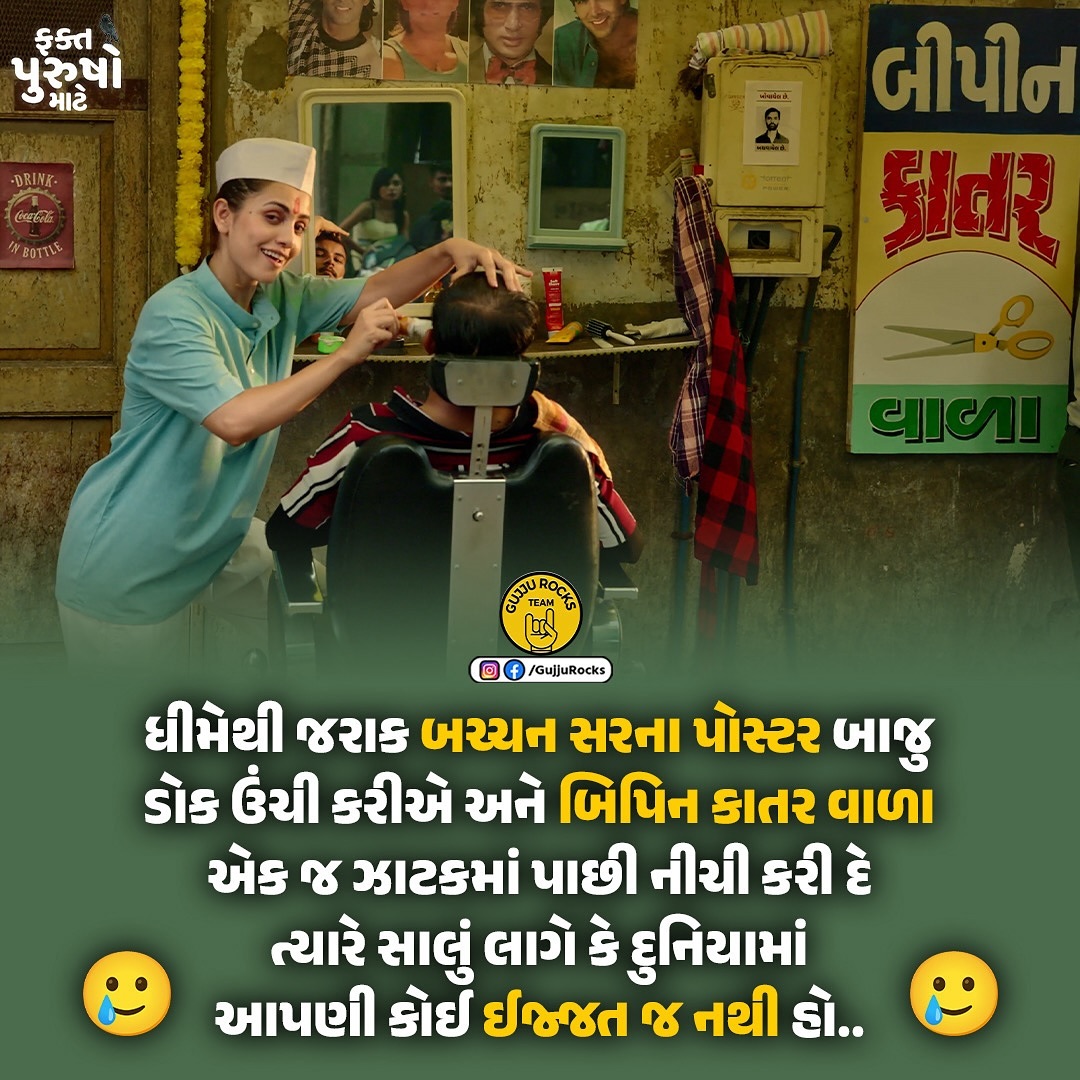 ફક્ત
પુરુષો
માટે
DRINK
Coca-Cola
IN BOTTLE
ખોવાયેલ છે.
બીપીન
કાતર
વાળા
GUJJU ROCKS
TEAM
/GujjuRocks
ધીમેથી જરાક બચ્ચન સરના પોસ્ટર બાજુ
ડોક ઉંચી કરીએ અને બિપિન કાતર વાળા
એક જ ઝાટકમાં પાછી નીચી કરી દે
ત્યારે સાલું લાગે કે દુનિયામાં
આપણી કોઈ ઈજ્જત જ નથી હો..